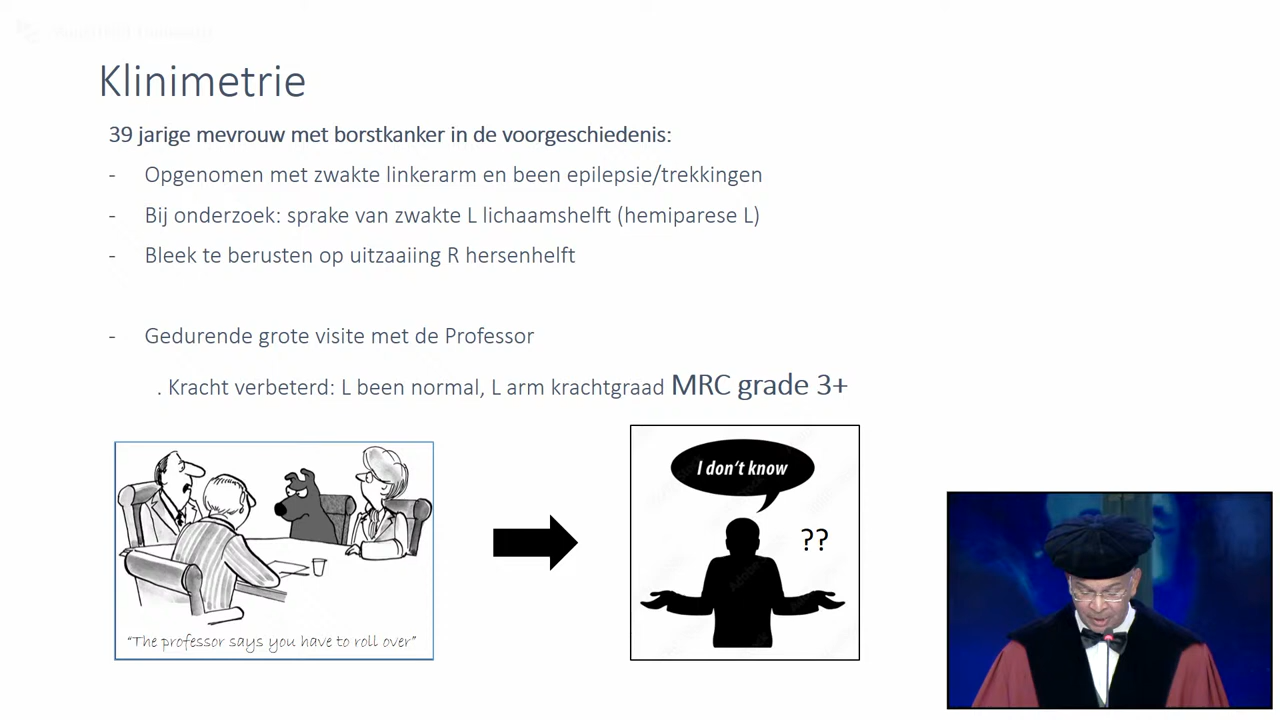 Klinimetrie
39 jarige mevrouw met borstkanker in de voorgeschiedenis:
- Opgenomen met zwakte linkerarm en been epilepsie/trekkingen
- Bij onderzoek: sprake van zwakte L lichaamshelft (hemiparese L)
- Bleek te berusten op uitzaaiing R hersenhelft
- Gedurende grote visite met de Professor
. Kracht verbeterd: L been normal, L arm krachtgraad MRC grade 3+
I don't know
??
"The professor says you have to roll over"